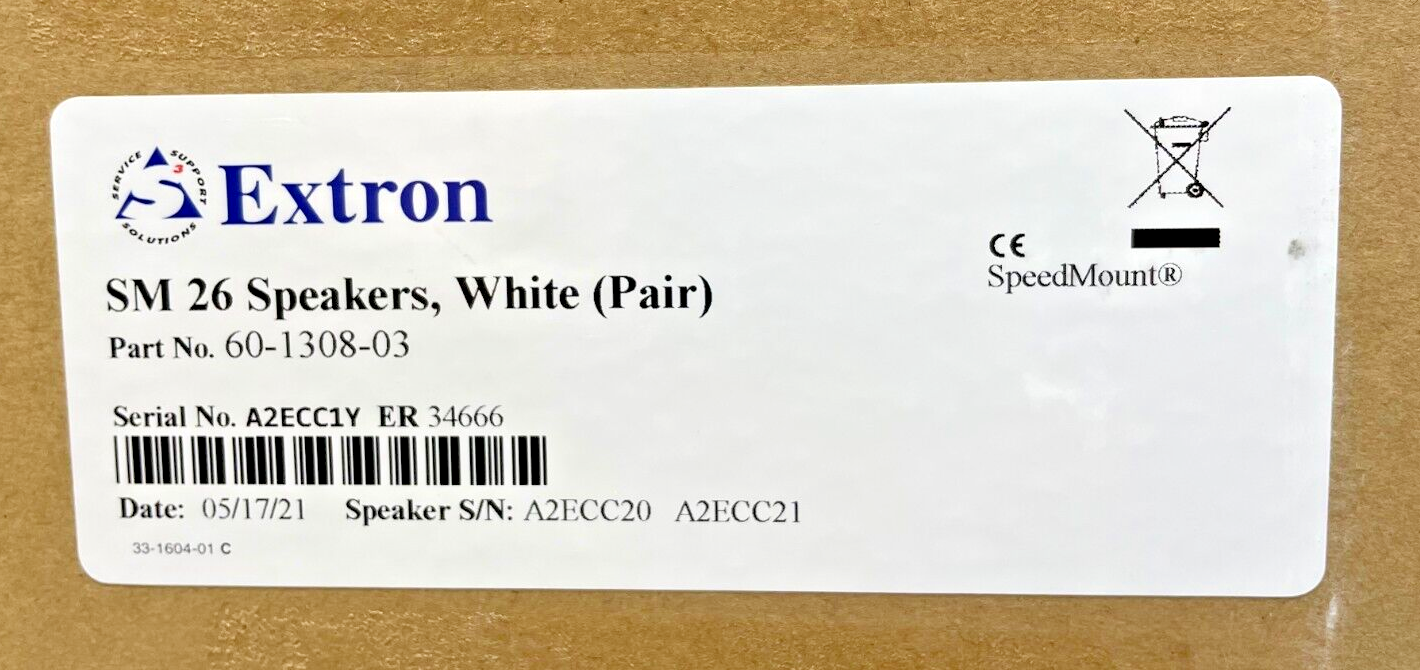 SERVICE SUPPORT SOLUTIONS
3
Extron
CE
SpeedMount®
SM 26 Speakers, White (Pair)
Part No. 60-1308-03
Serial No. A2ECC1Y ER 34666
Date: 05/17/21 Speaker S/N: A2ECC20 A2ECC21
33-1604-01 C